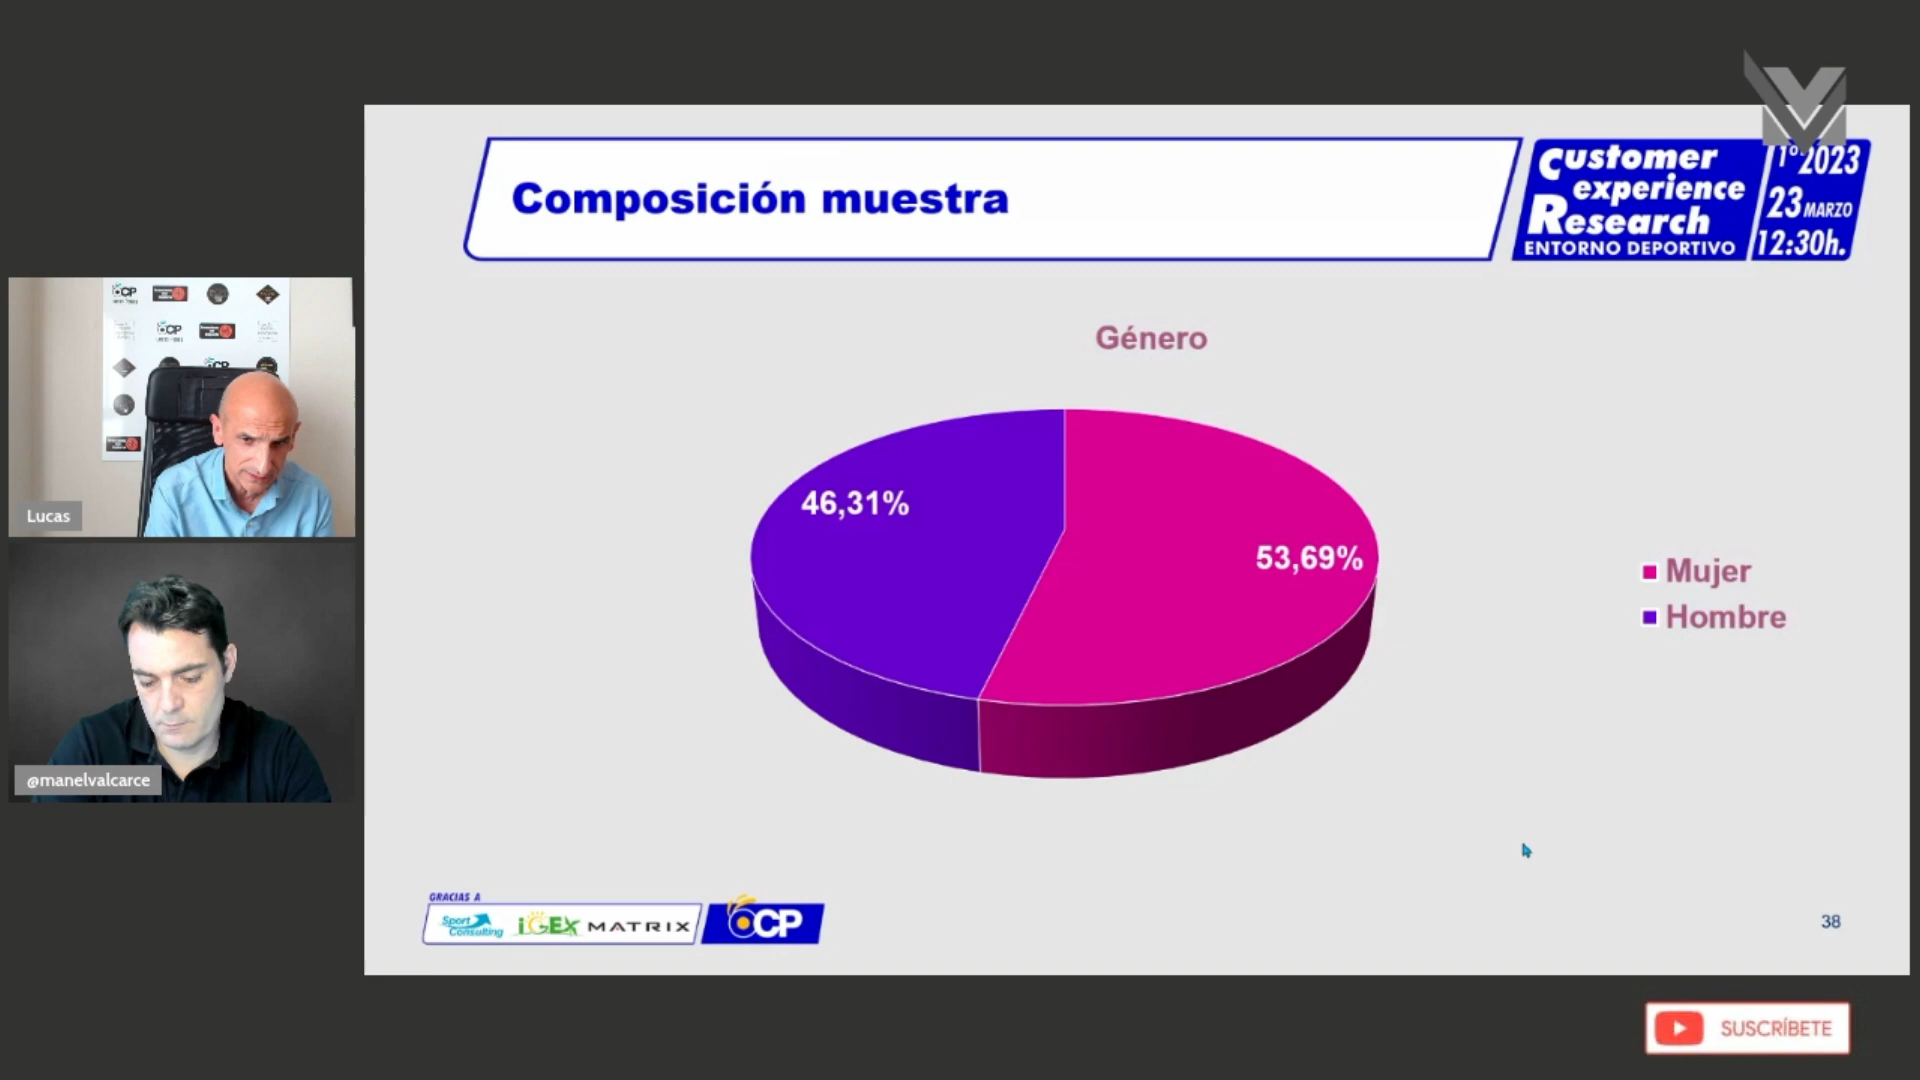 Composición muestra
Customer
experience
Research
ENTORNO DEPORTIVO
1º 2023
23 MARZO
12:30h.
Género
46,31%
53,69%
Mujer
Hombre
Lucas
@manelvalcarce
GRACIAS A
Sport
Consulting
iGEX
MATRIX
CP
38
SUSCRÍBETE